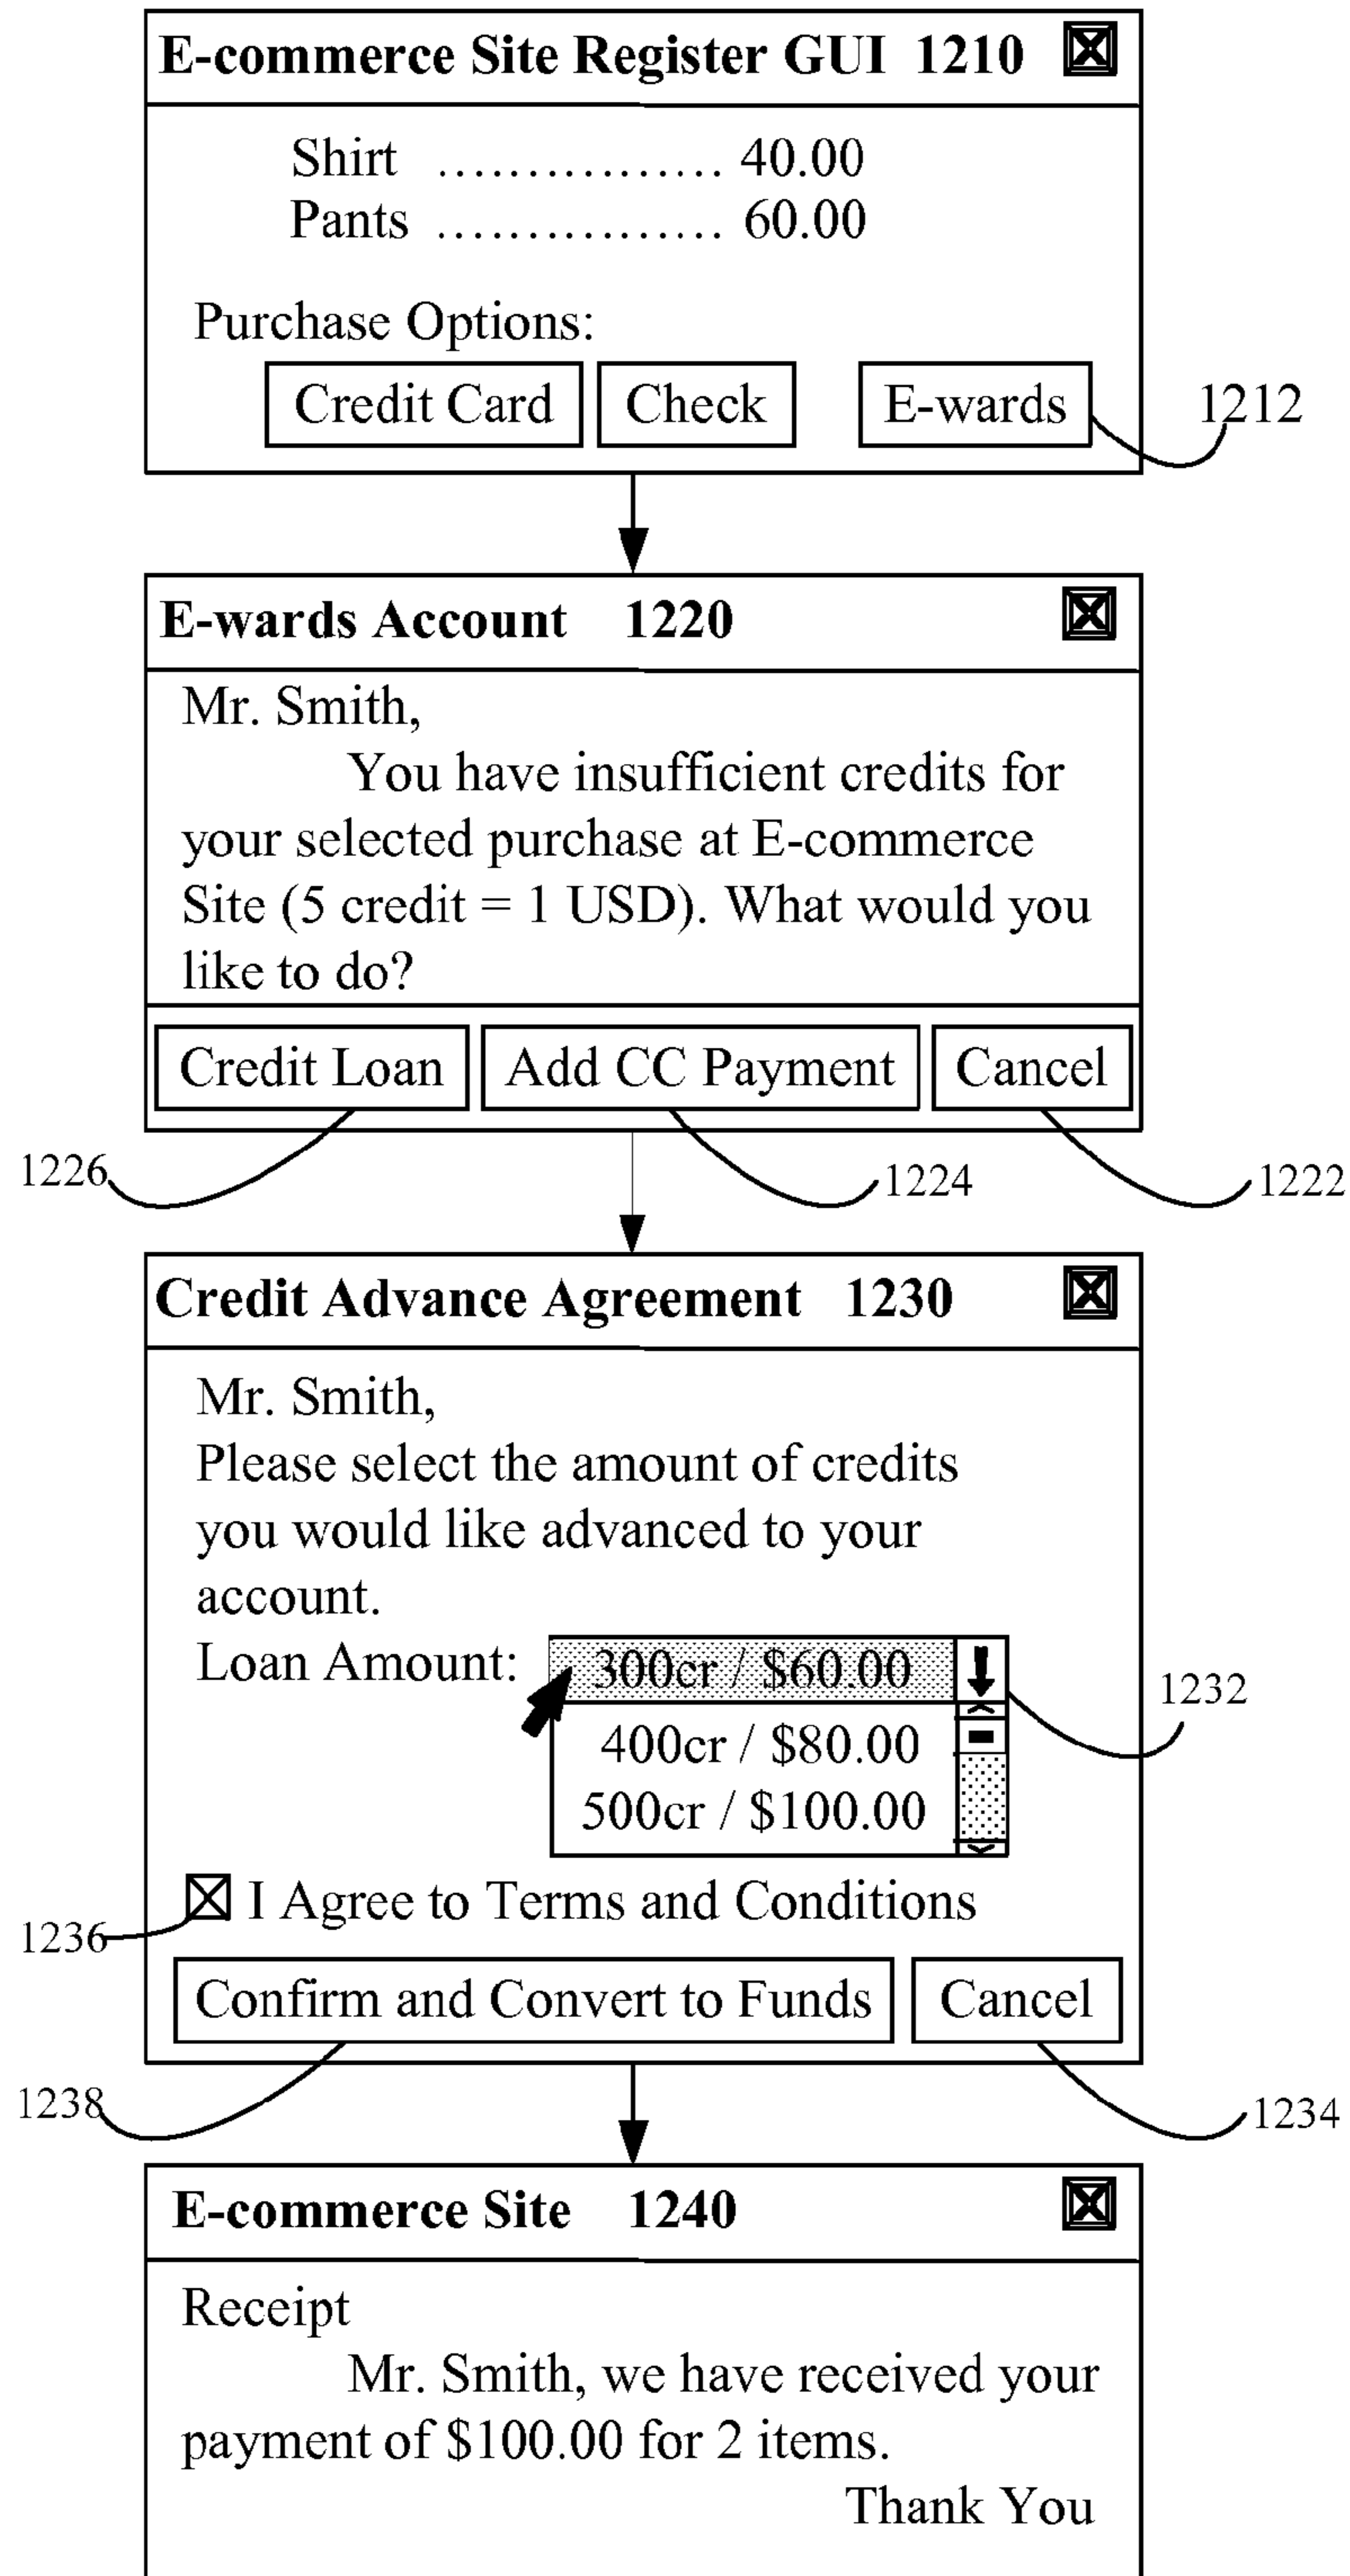 E-commerce Site Register GUI 1210
Shirt ................ 40.00
Pants ................ 60.00
Purchase Options:
Credit Card Check E-wards 1212
E-wards Account 1220
Mr. Smith,
You have insufficient credits for
your selected purchase at E-commerce
Site (5 credit = 1 USD). What would you
like to do?
Credit Loan Add CC Payment Cancel
1226 1224 1222
Credit Advance Agreement 1230
Mr. Smith,
Please select the amount of credits
you would like advanced to your
account.
Loan Amount: 300cr / $60.00
1232
400cr / $80.00
500cr / $100.00
I Agree to Terms and Conditions
1236
Confirm and Convert to Funds Cancel
1238 1234
E-commerce Site 1240
Receipt
Mr. Smith, we have received your
payment of $100.00 for 2 items.
Thank You